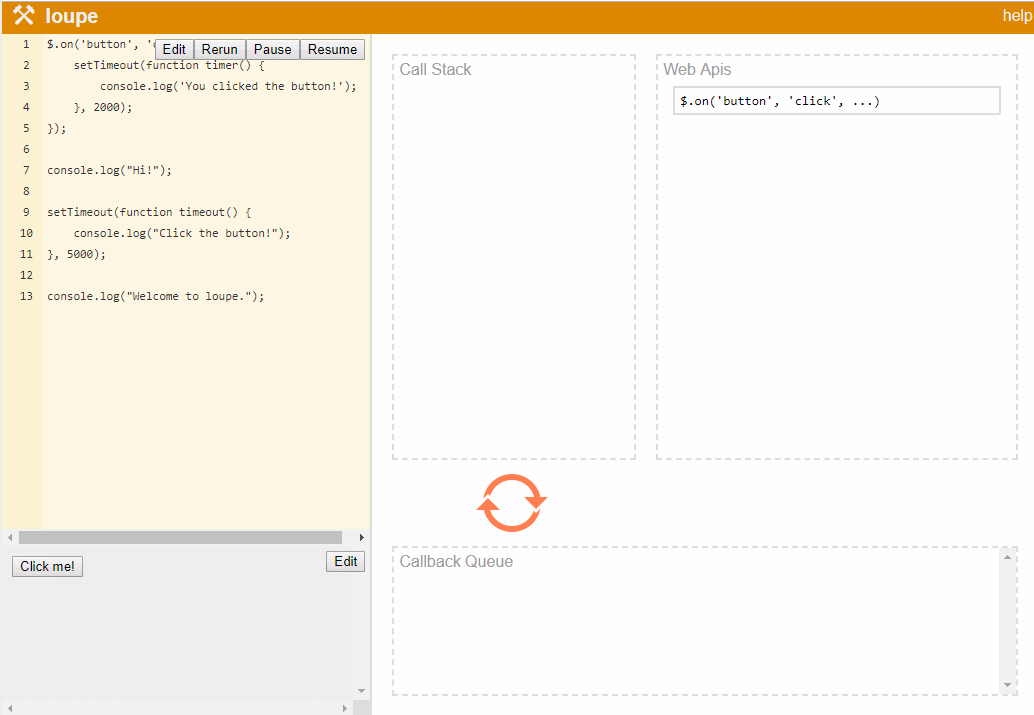 loupe
help
Edit Rerun Pause Resume
1 $.on('button', '
2 setTimeout(function timer() {
3 console.log('You clicked the button!');
4 }, 2000);
5 });
6
7 console.log("Hi!");
8
9 setTimeout(function timeout() {
10 console.log("Click the button!");
11 }, 5000);
12
13 console.log("Welcome to loupe.");
Click me!
Edit
Call Stack
Web Apis
$.on('button', 'click', ...)
Callback Queue